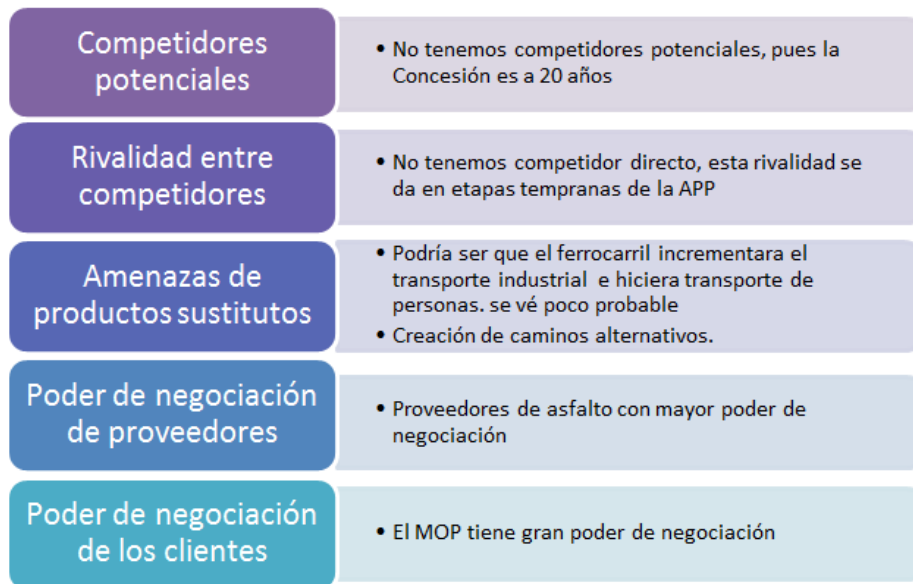 Competidores
potenciales
• No tenemos competidores potenciales, pues la
Concesión es a 20 años
Rivalidad entre
competidores
• No tenemos competidor directo, esta rivalidad se
da en etapas tempranas de la APP
Amenazas de
productos sustitutos
• Podría ser que el ferrocarril incrementara el
transporte industrial e hiciera transporte de
personas. se vé poco probable
• Creación de caminos alternativos.
Poder de negociación
de proveedores
• Proveedores de asfalto con mayor poder de
negociación
Poder de negociación
de los clientes
• El MOP tiene gran poder de negociación